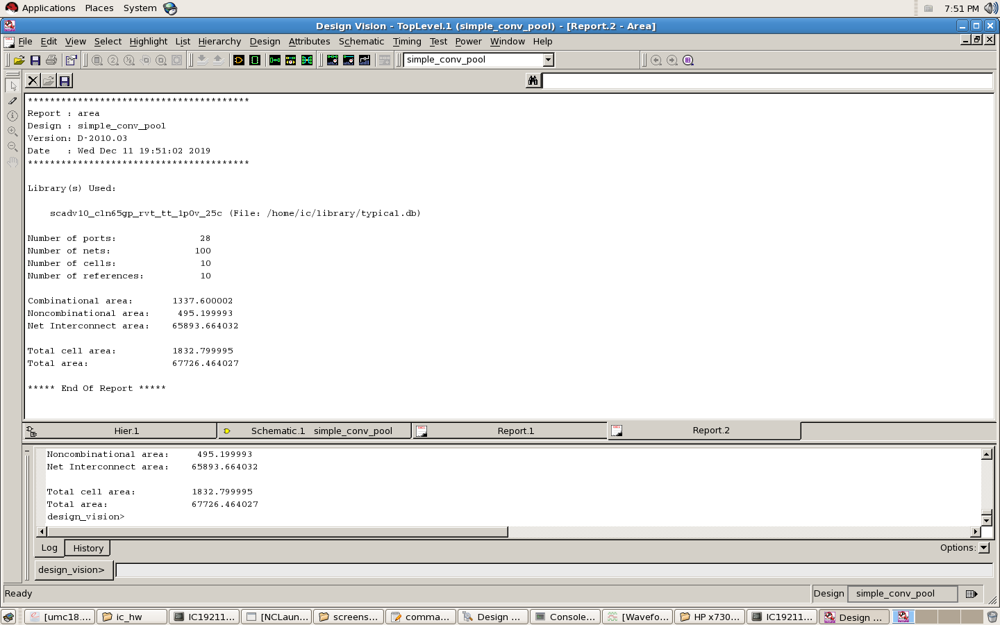 Applications Places System 7:51 PM
Design Vision - TopLevel.1 (simple_conv_pool) - [Report.2 - Area]
File Edit View Select Highlight List Hierarchy Design Attributes Schematic Timing Test Power Window Help
simple_conv_pool
****************************************
Report : area
Design : simple_conv_pool
Version: D-2010.03
Date   : Wed Dec 11 19:51:02 2019
****************************************
Library(s) Used:
scadv10_cln65gp_rvt_tt_1p0v_25c (File: /home/ic/library/typical.db)
Number of ports: 28
Number of nets: 100
Number of cells: 10
Number of references: 10
Combinational area: 1337.600002
Noncombinational area: 495.199993
Net Interconnect area: 65893.664032
Total cell area: 1832.799995
Total area: 67726.464027
***** End Of Report *****
Hier.1 Schematic.1 simple_conv_pool Report.1 Report.2
Noncombinational area: 495.199993
Net Interconnect area: 65893.664032
Total cell area: 1832.799995
Total area: 67726.464027
design_vision>
Log History Options:
design_vision>
Ready Design simple_conv_pool
[umc18.... ic_hw IC19211... [NCLaun... screens... comma... Design ... Console... [Wavefo... HP x730... IC19211... Design ...